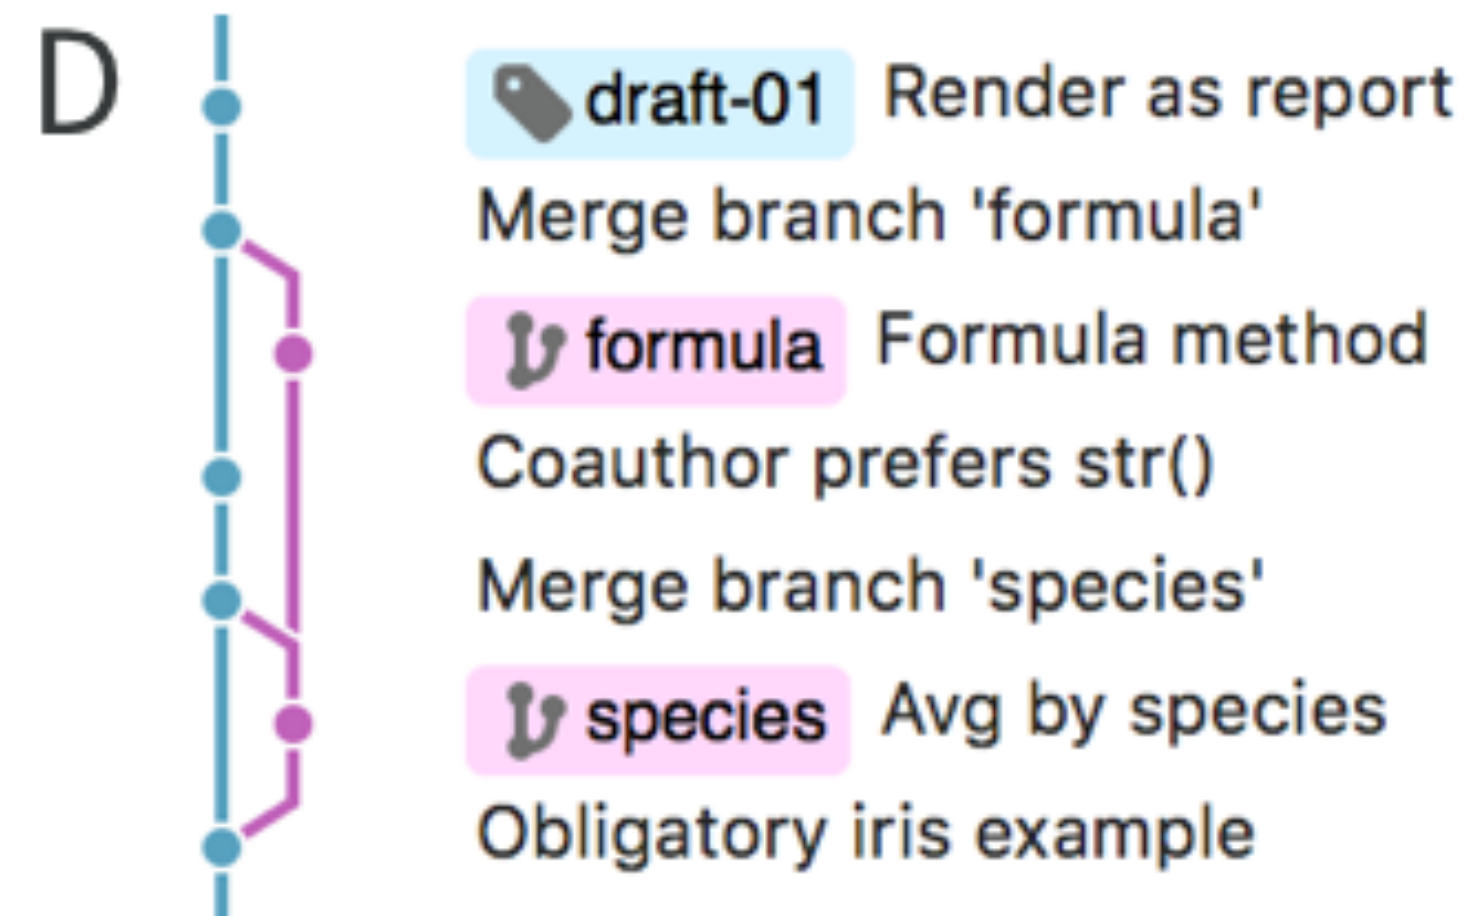 D
draft-01 Render as report
Merge branch 'formula'
formula Formula method
Coauthor prefers str()
Merge branch 'species'
species Avg by species
Obligatory iris example